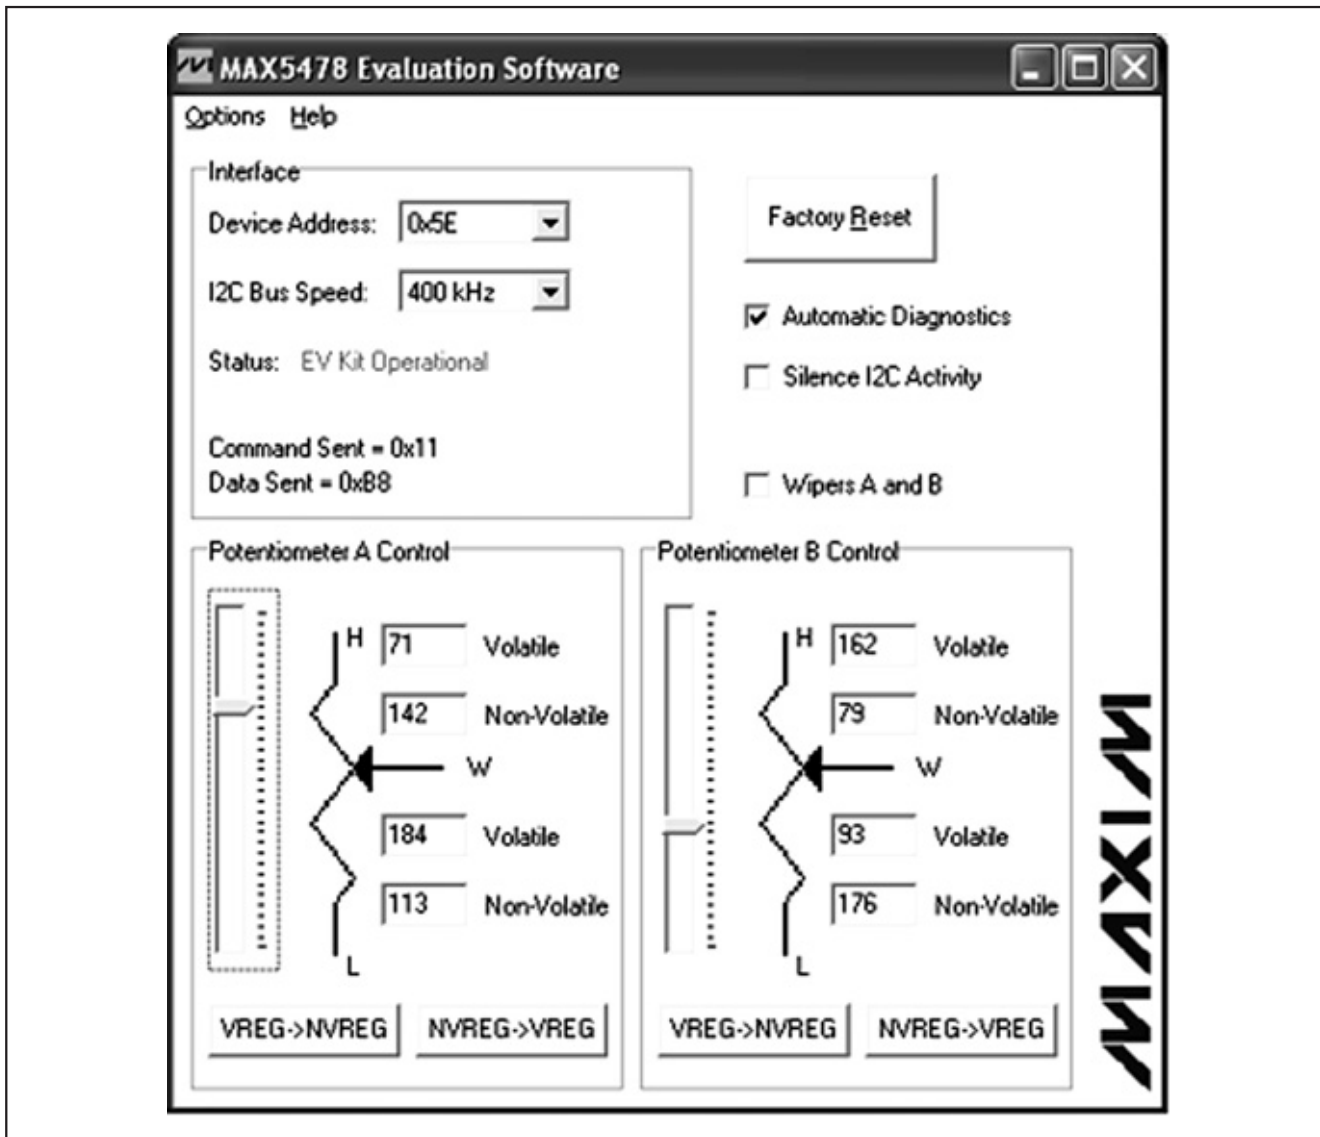 MAX5478 Evaluation Software
Options Help
Interface
Device Address: 0x5E
I2C Bus Speed: 400 kHz
Status: EV Kit Operational
Command Sent = 0x11
Data Sent = 0xB8
Factory Reset
Automatic Diagnostics
Silence I2C Activity
Wipers A and B
Potentiometer A Control
H 71 Volatile
142 Non-Volatile
W
184 Volatile
113 Non-Volatile
L
VREG->NVREG NVREG->VREG
Potentiometer B Control
H 162 Volatile
79 Non-Volatile
W
93 Volatile
176 Non-Volatile
L
VREG->NVREG NVREG->VREG
MAXIM